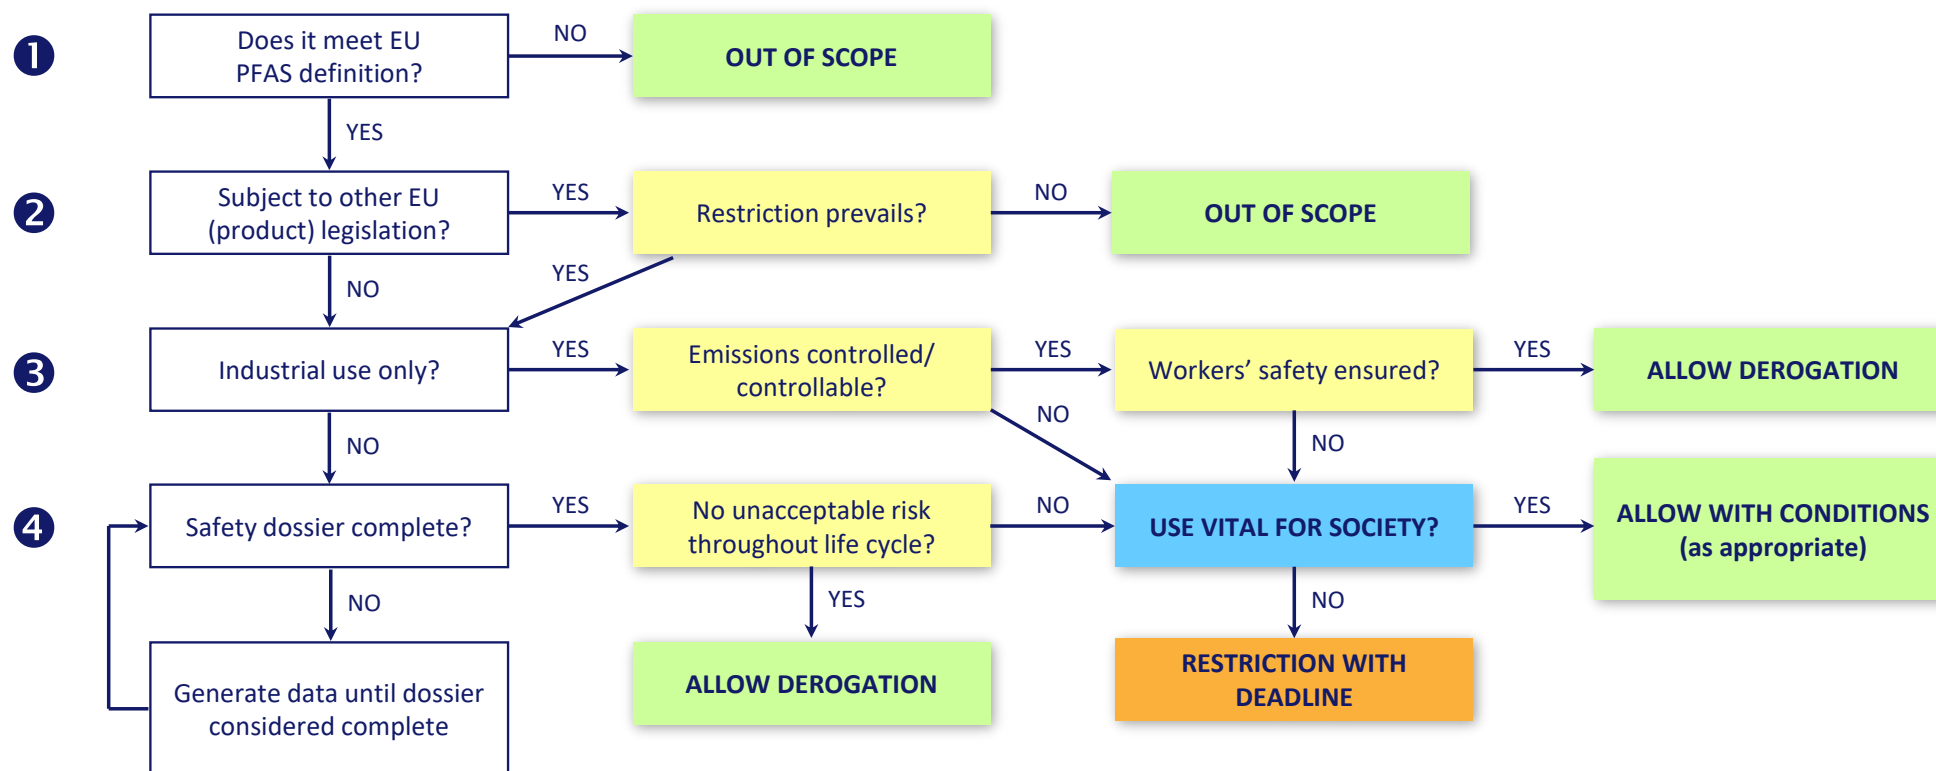 ❶
Does it meet EU
PFAS definition?
NO
OUT OF SCOPE
YES
❷
Subject to other EU
(product) legislation?
YES
Restriction prevails?
NO
OUT OF SCOPE
NO
YES
❸
Industrial use only?
YES
Emissions controlled/
controllable?
YES
Workers’ safety ensured?
YES
ALLOW DEROGATION
NO
NO
NO
❹
Safety dossier complete?
YES
No unacceptable risk
throughout life cycle?
NO
USE VITAL FOR SOCIETY?
YES
ALLOW WITH CONDITIONS
(as appropriate)
NO
YES
NO
Generate data until dossier
considered complete
ALLOW DEROGATION
RESTRICTION WITH
DEADLINE